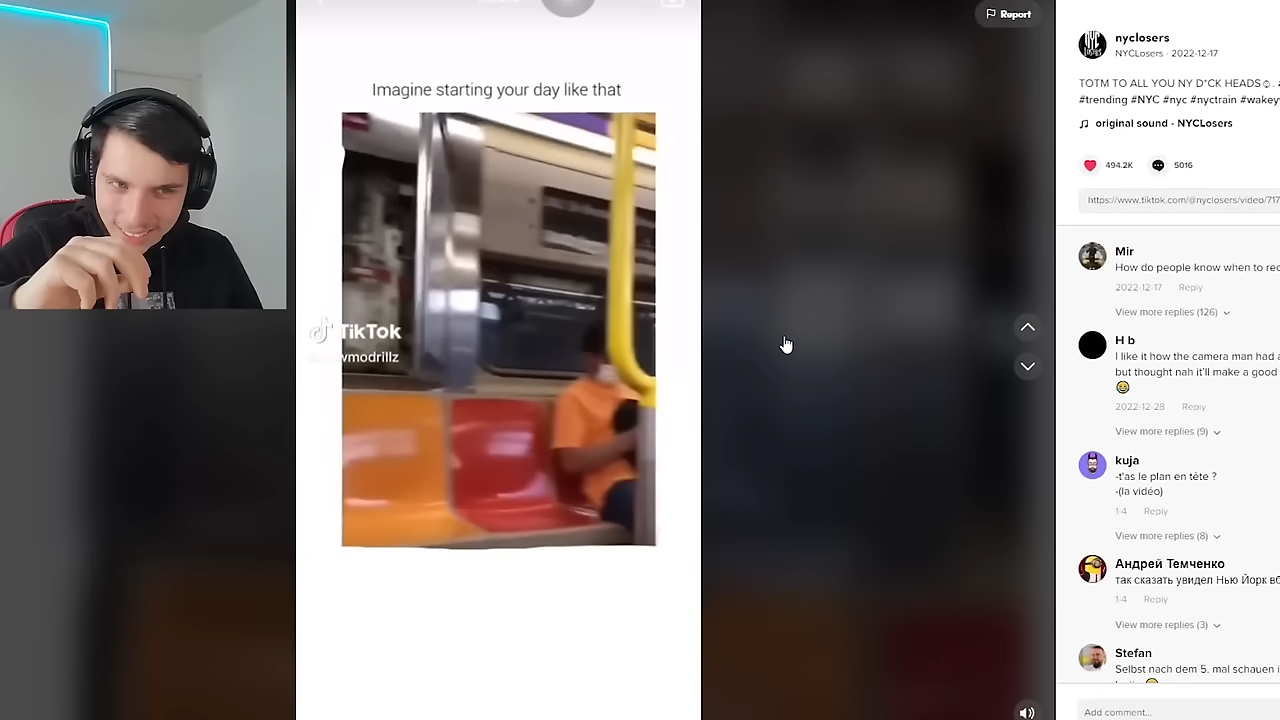 Imagine starting your day like that
TikTok
Report
nyclosers
NYCLosers · 2022-12-17
TOTM TO ALL YOU NY D*CK HEADS
#trending #NYC #nyc #nyctrain #wakey
original sound - NYCLosers
494.2K
5016
https://www.tiktok.com/@nyclosers/video/717
Mir
How do people know when to rec
2022-12-17 Reply
View more replies (126)
H b
I like it how the camera man had a
but thought nah it'll make a good
😂
2022-12-28 Reply
View more replies (9)
kuja
-t'as le plan en tête ?
-(la vidéo)
1-4 Reply
View more replies (8)
Андрей Темченко
так сказать увидел Нью Йорк вб
1-4 Reply
View more replies (3)
Stefan
Selbst nach dem 5. mal schauen i
Add comment...